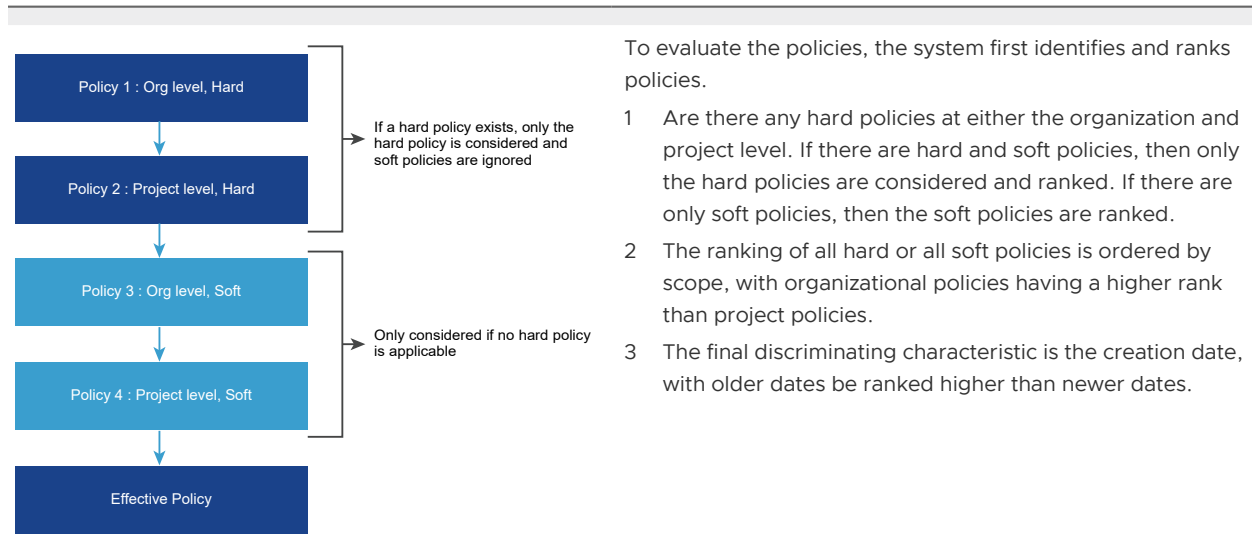 Policy 1 : Org level, Hard
If a hard policy exists, only the
hard policy is considered and
soft policies are ignored
Policy 2 : Project level, Hard
Policy 3 : Org level, Soft
Only considered if no hard policy
is applicable
Policy 4 : Project level, Soft
Effective Policy
To evaluate the policies, the system first identifies and ranks
policies.
1 Are there any hard policies at either the organization and
project level. If there are hard and soft policies, then only
the hard policies are considered and ranked. If there are
only soft policies, then the soft policies are ranked.
2 The ranking of all hard or all soft policies is ordered by
scope, with organizational policies having a higher rank
than project policies.
3 The final discriminating characteristic is the creation date,
with older dates be ranked higher than newer dates.